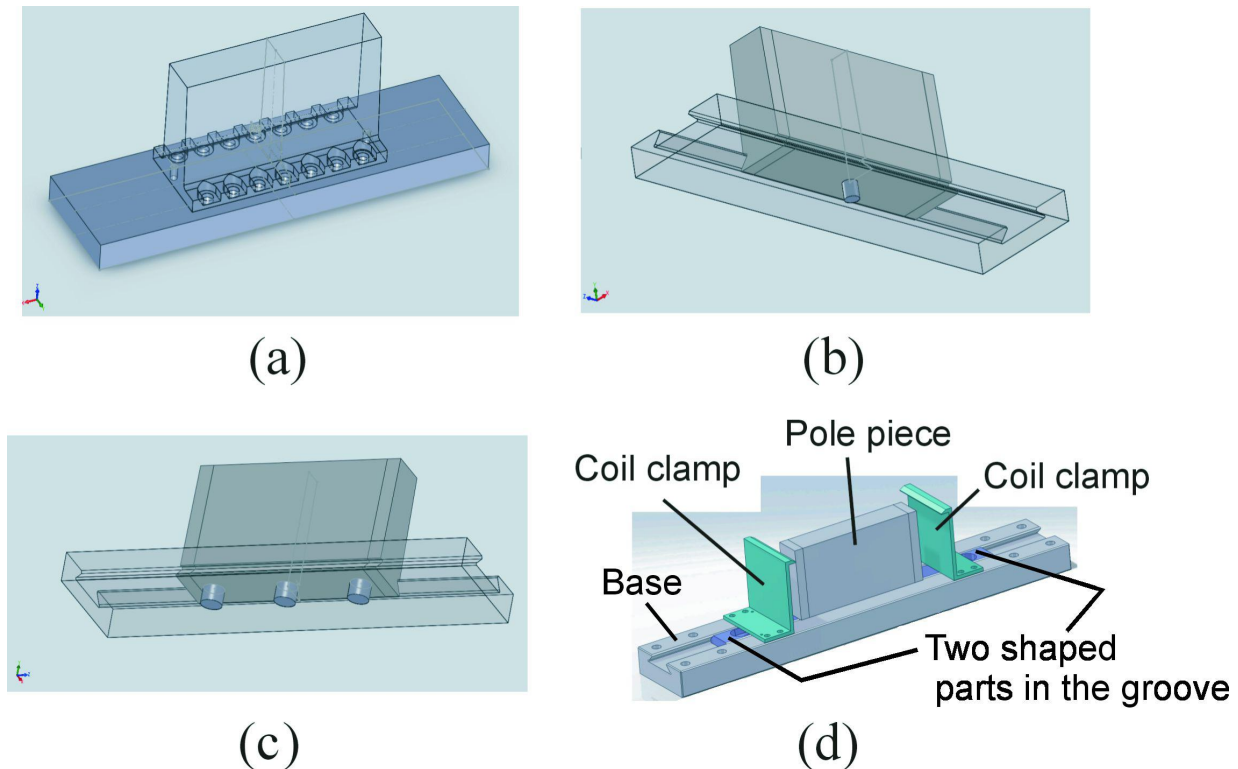 (a)
(b)
Pole piece
Coil clamp
Coil clamp
Base
Two shaped
parts in the groove
(c)
(d)